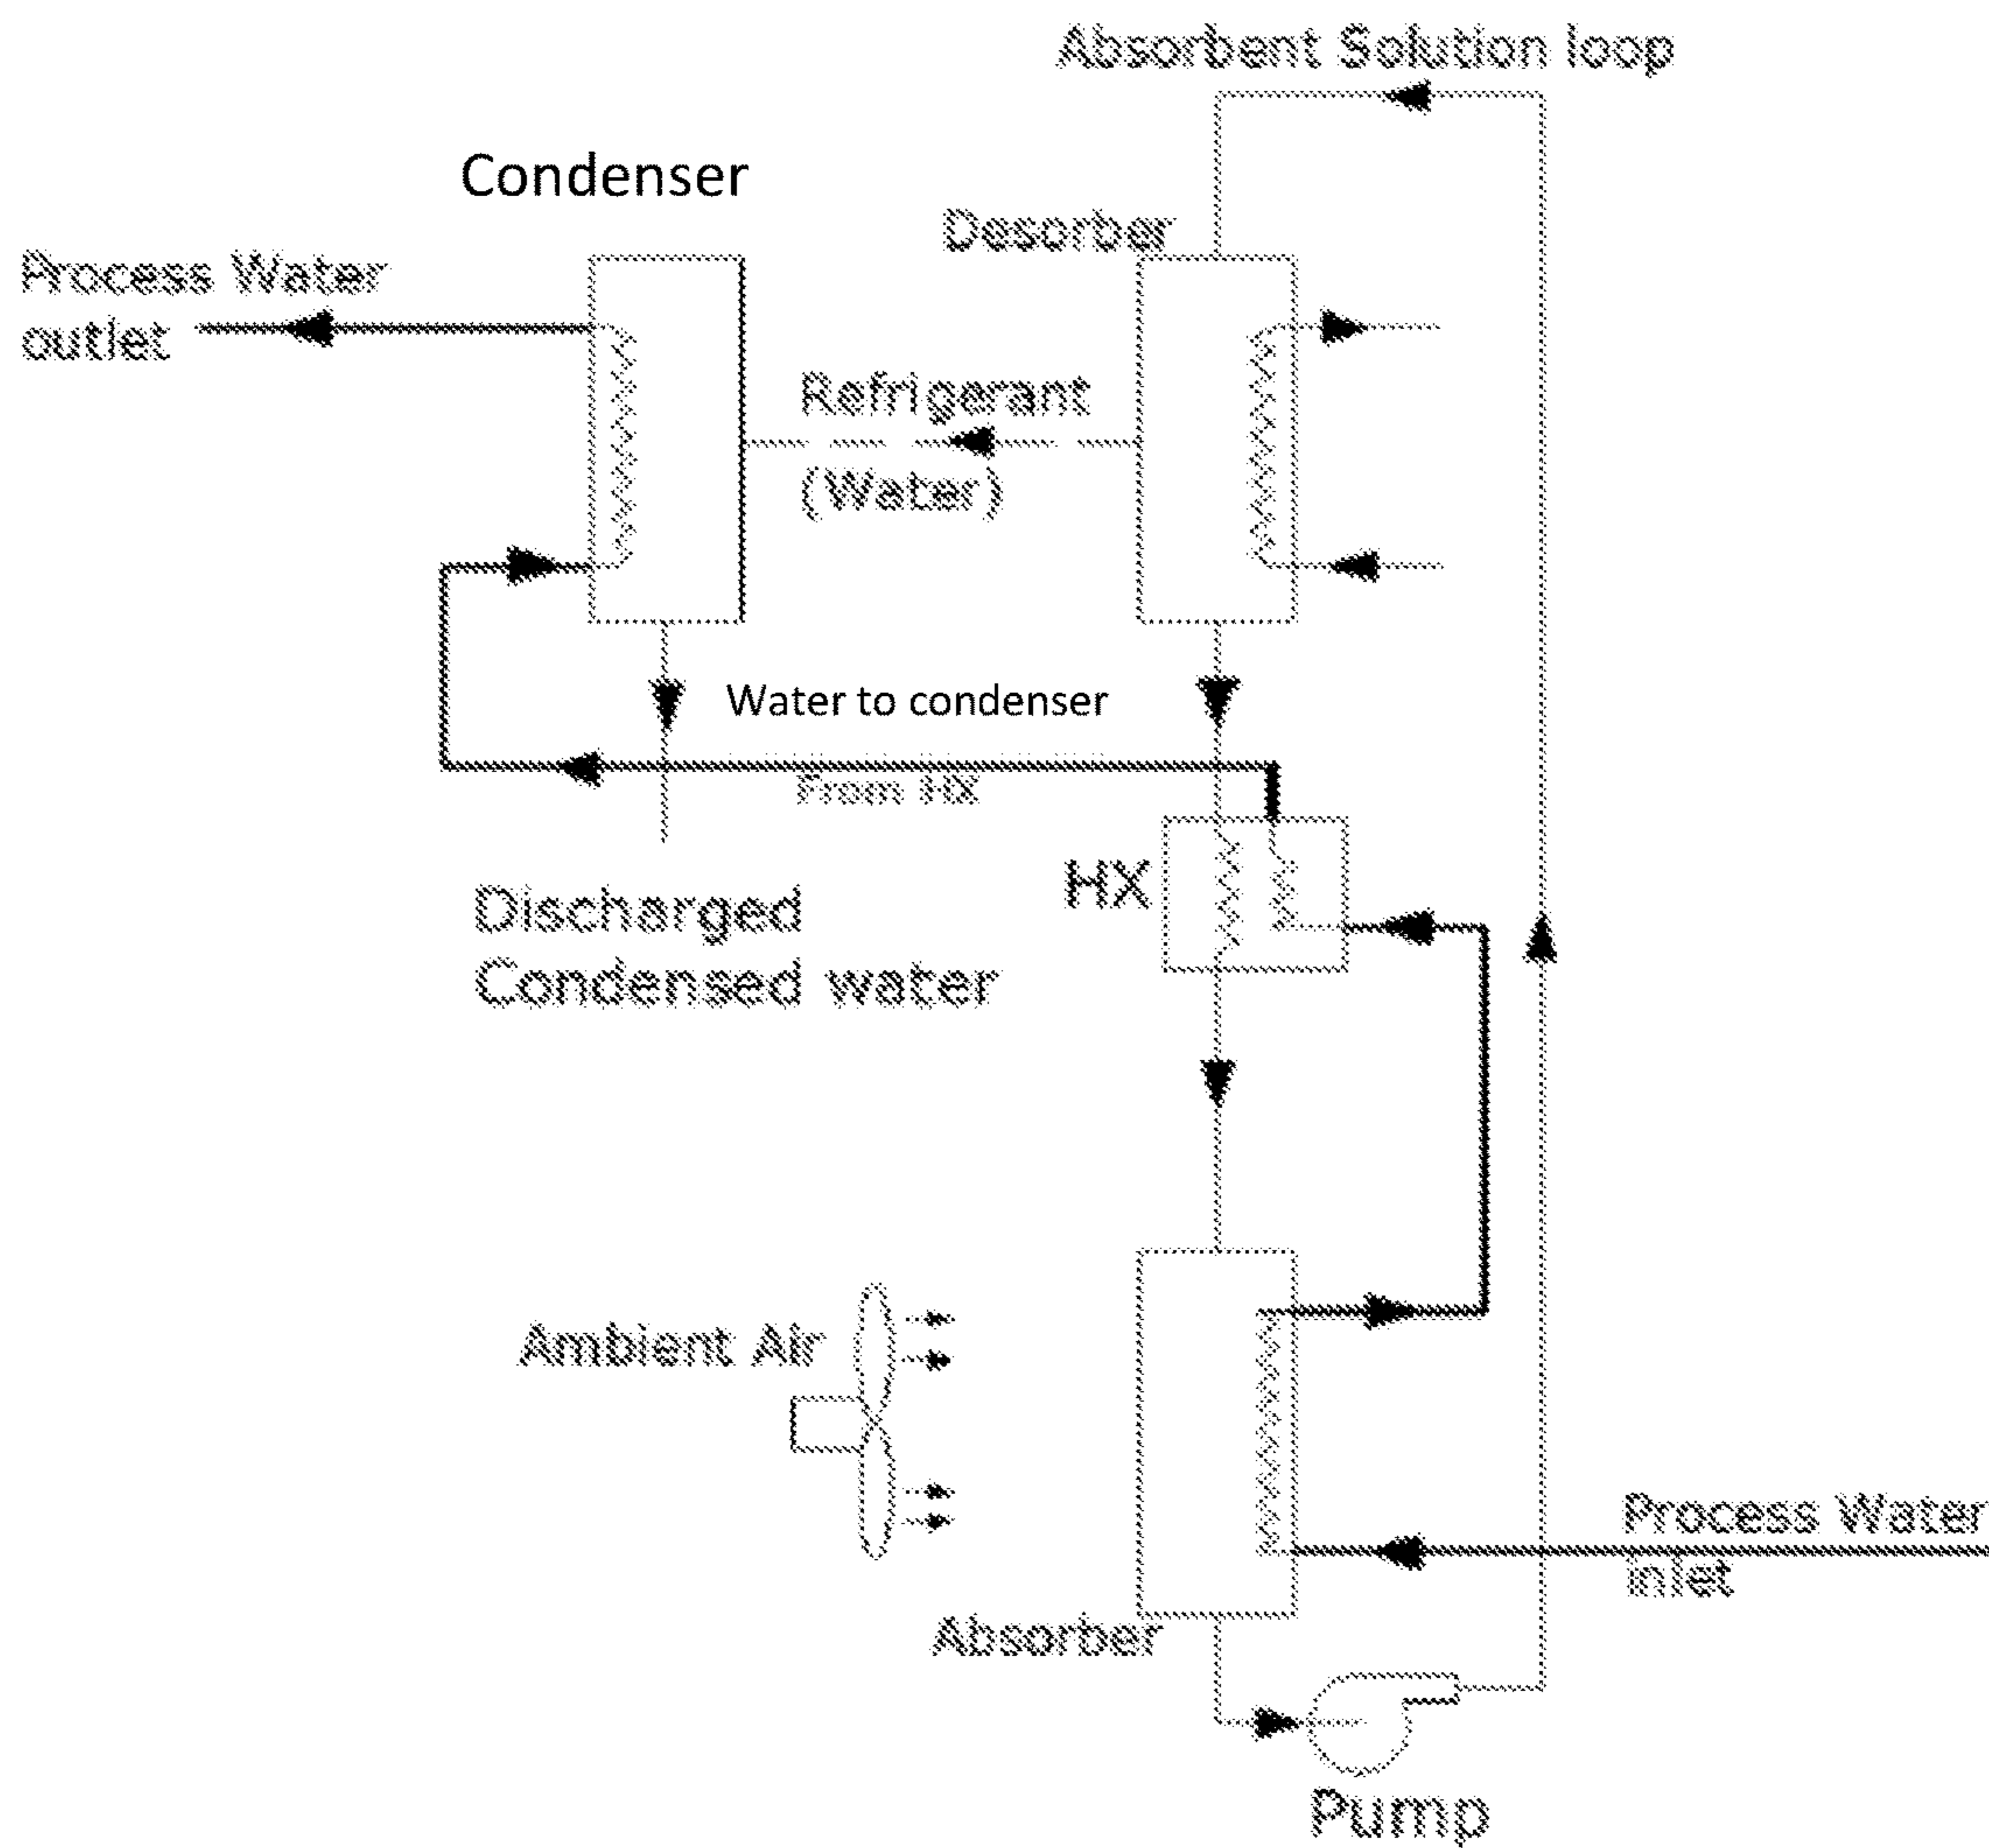 Absorbent Solution loop
Condenser
Desorber
Process Water
outlet
Refrigerant
(Water)
Water to condenser
From HX
HX
Discharged
Condensed water
Ambient Air
Process Water
inlet
Absorber
Pump